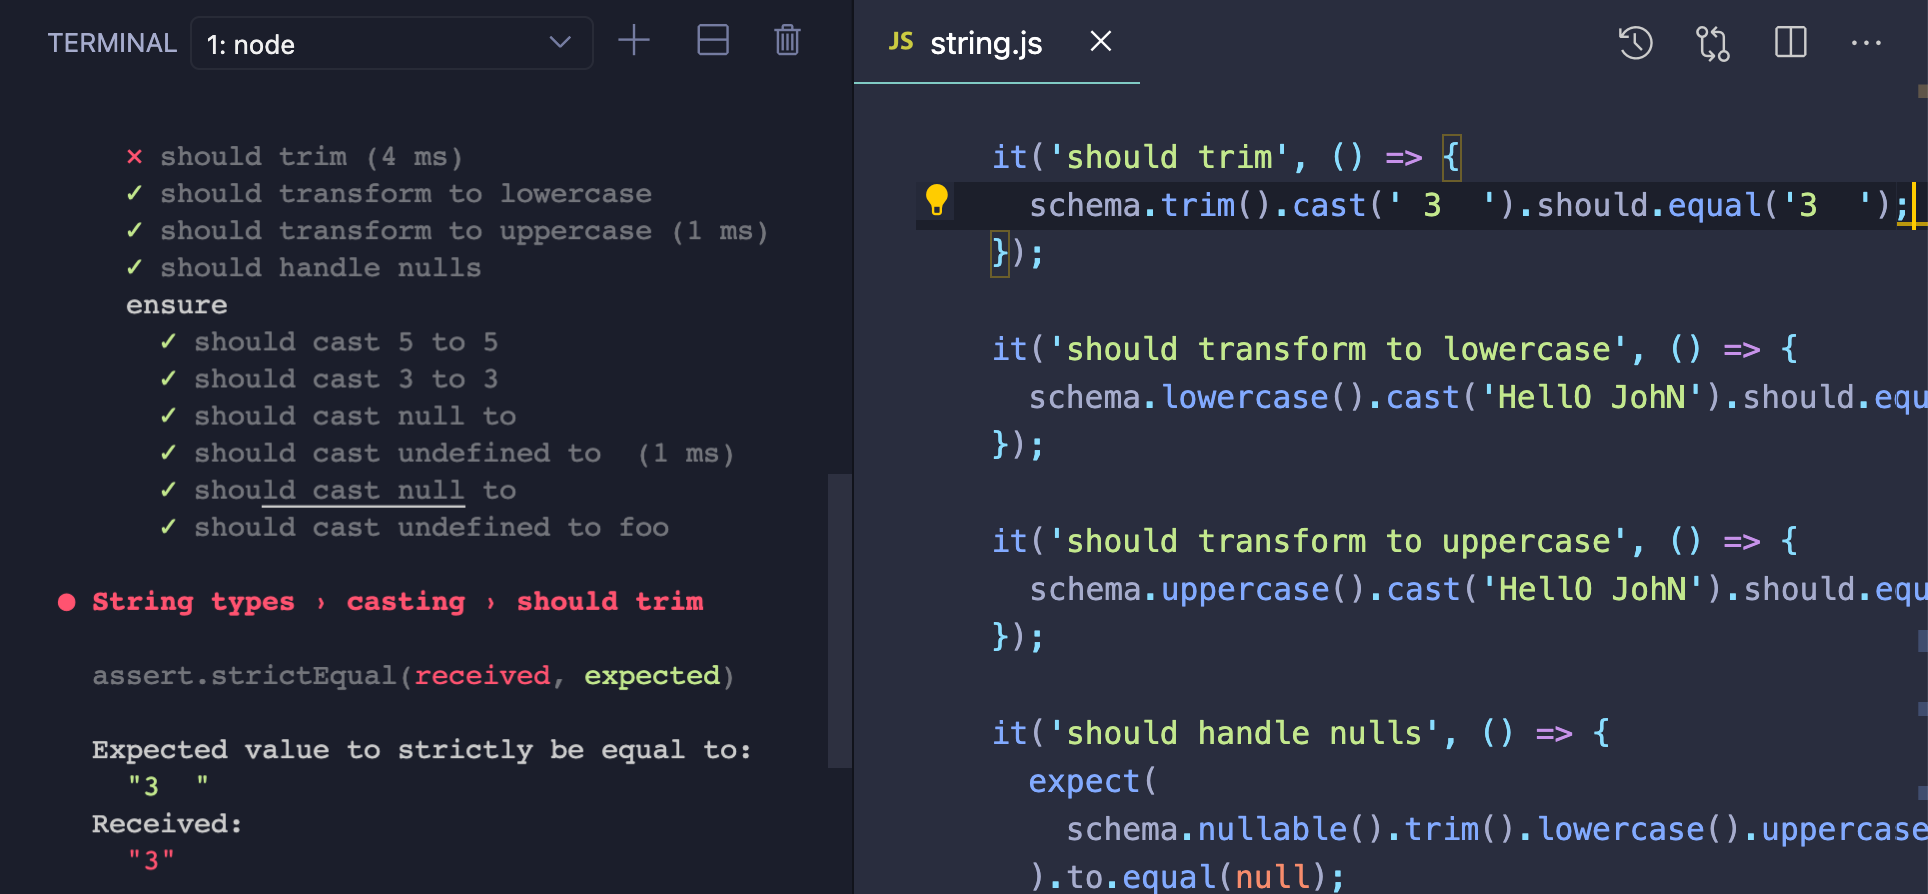 TERMINAL 1: node
✕ should trim (4 ms)
✓ should transform to lowercase
✓ should transform to uppercase (1 ms)
✓ should handle nulls
ensure
✓ should cast 5 to 5
✓ should cast 3 to 3
✓ should cast null to
✓ should cast undefined to  (1 ms)
✓ should cast null to
✓ should cast undefined to foo
● String types › casting › should trim
assert.strictEqual(received, expected)
Expected value to strictly be equal to:
"3  "
Received:
"3"
JS string.js
it('should trim', () => {
schema.trim().cast(' 3  ').should.equal('3  ');
});
it('should transform to lowercase', () => {
schema.lowercase().cast('HellO JohN').should.equ
});
it('should transform to uppercase', () => {
schema.uppercase().cast('HellO JohN').should.equ
});
it('should handle nulls', () => {
expect(
schema.nullable().trim().lowercase().uppercase
).to.equal(null);